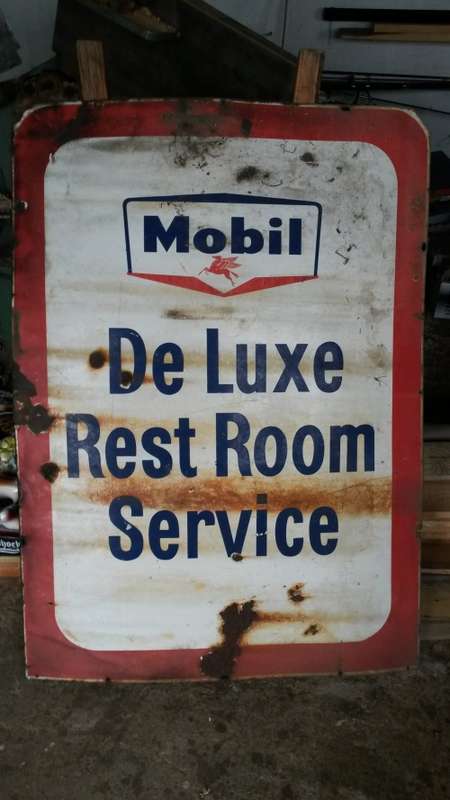 Mobil
De Luxe
Rest Room
Service